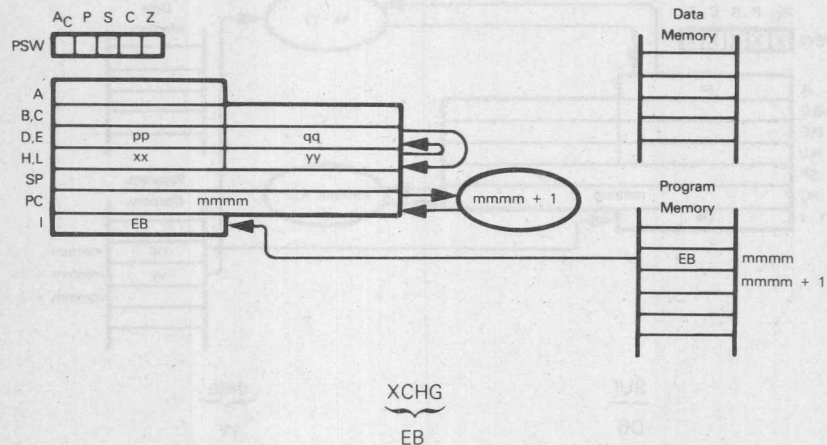 AC P S C Z
PSW
Data
Memory
A
B,C
D,E pp qq
H,L xx yy
SP
PC mmmm mmmm + 1
I EB
Program
Memory
EB mmmm
mmmm + 1
XCHG
EB